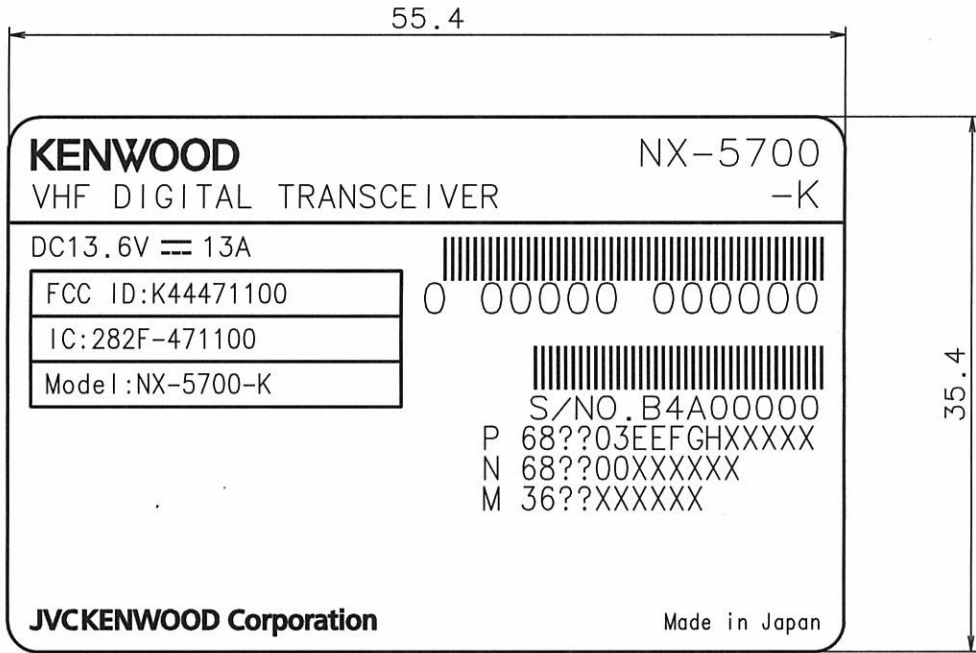 55.4
KENWOOD NX-5700
VHF DIGITAL TRANSCEIVER -K
DC13.6V ⎓ 13A
FCC ID:K44471100
0 00000 000000
IC:282F-471100
Model:NX-5700-K
S/NO.B4A00000
P 68??03EEFGHXXXXX
N 68??00XXXXXX
M 36??XXXXXX
35.4
JVCKENWOOD Corporation Made in Japan